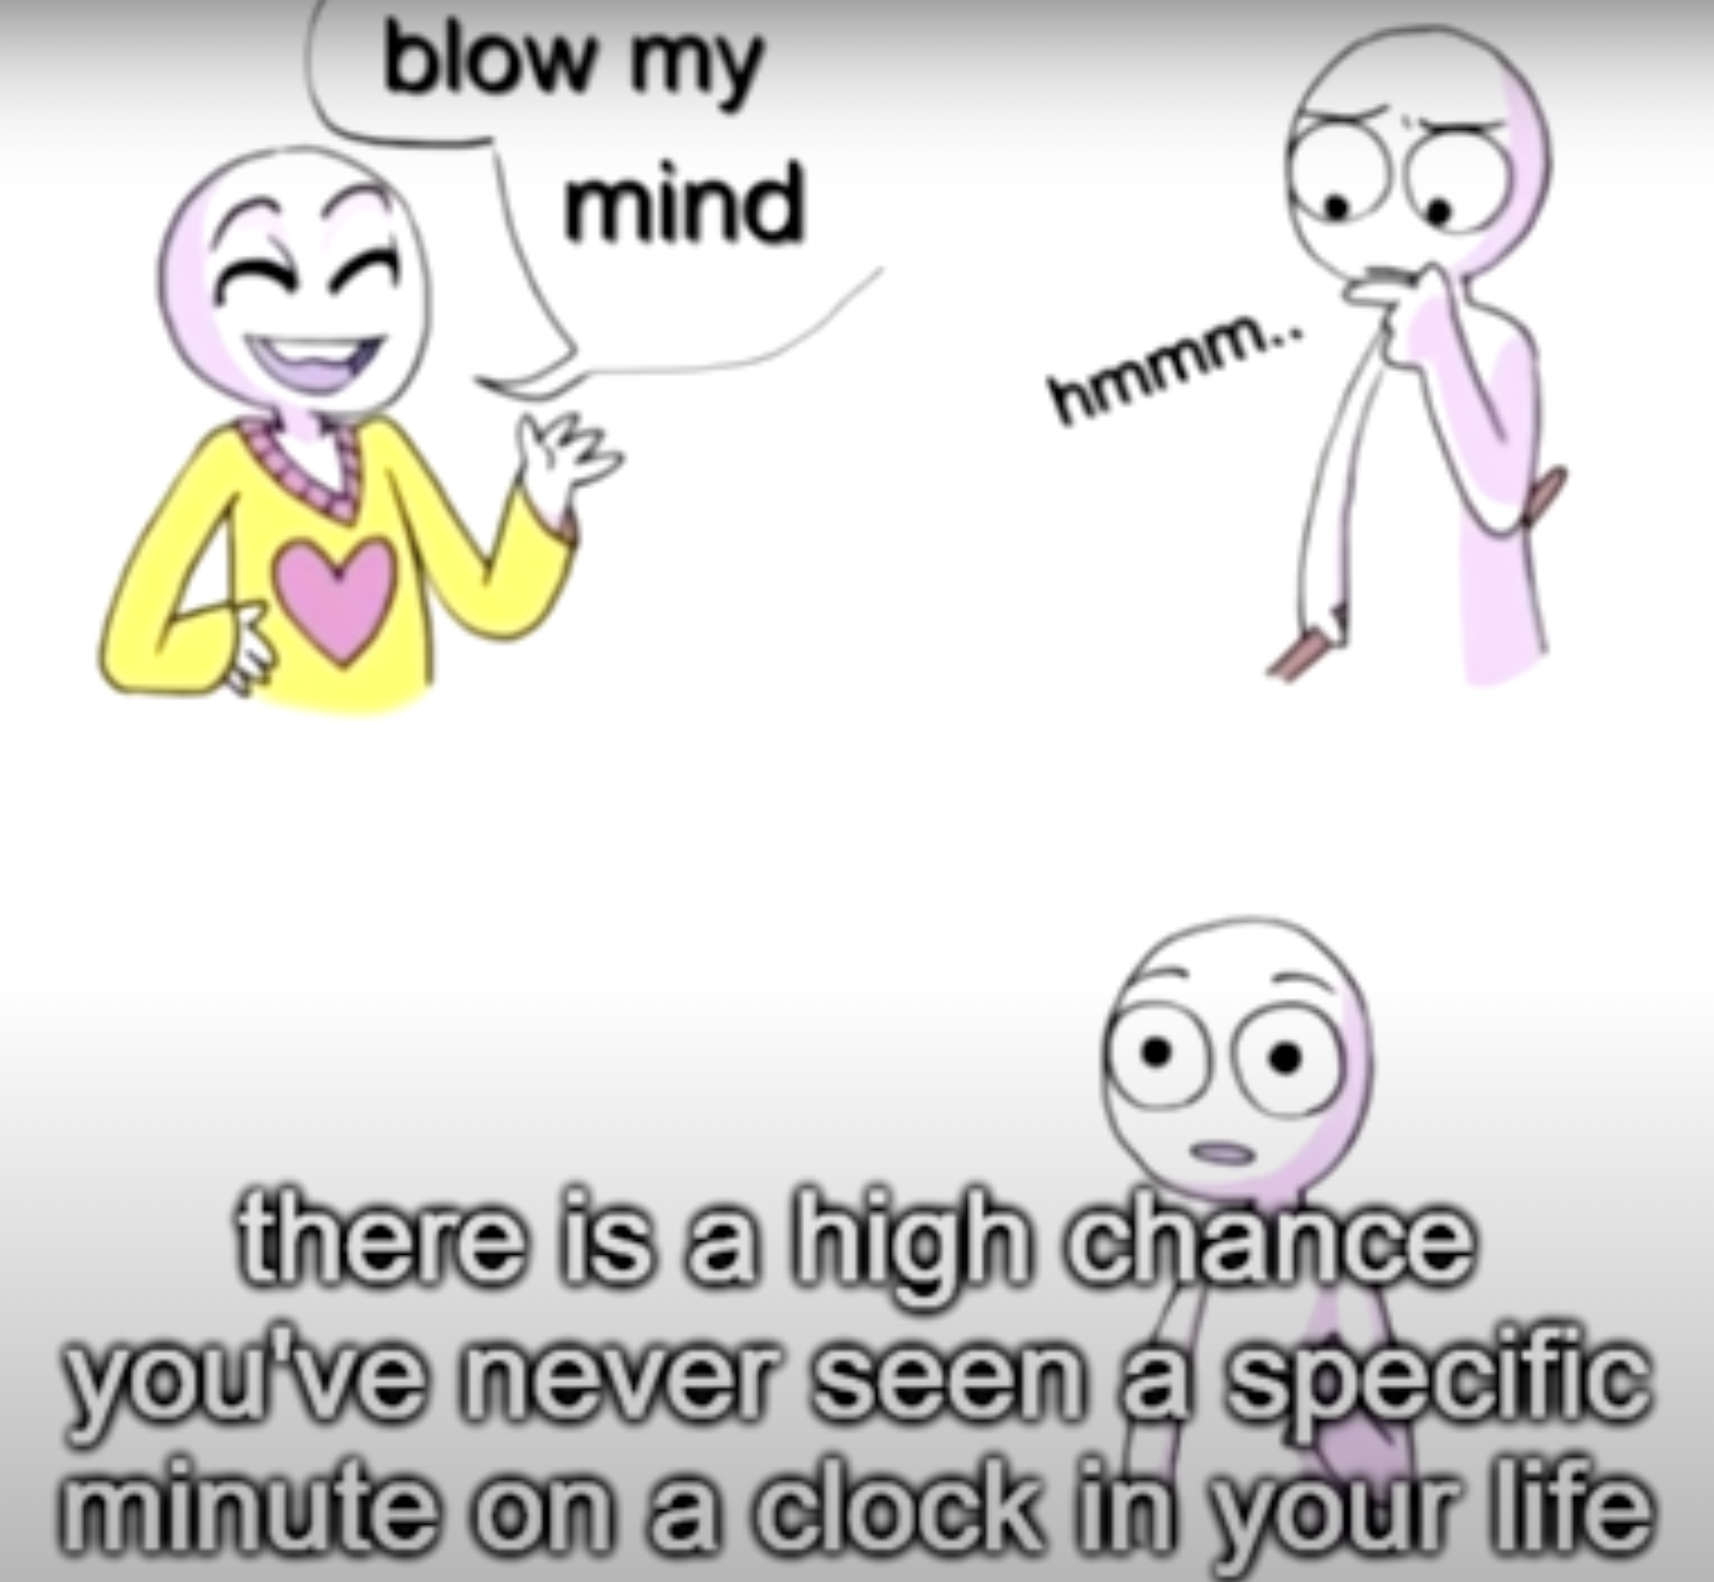 blow my
mind
hmmm..
there is a high chance
you've never seen a specific
minute on a clock in your life